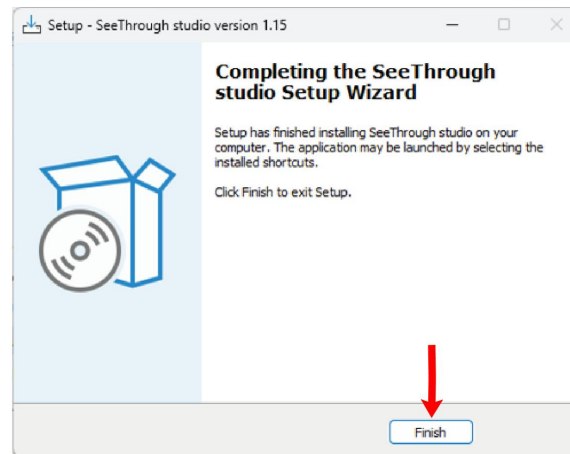 Setup - SeeThrough studio version 1.15
Completing the SeeThrough
studio Setup Wizard
Setup has finished installing SeeThrough studio on your
computer. The application may be launched by selecting the
installed shortcuts.
Click Finish to exit Setup.
Finish